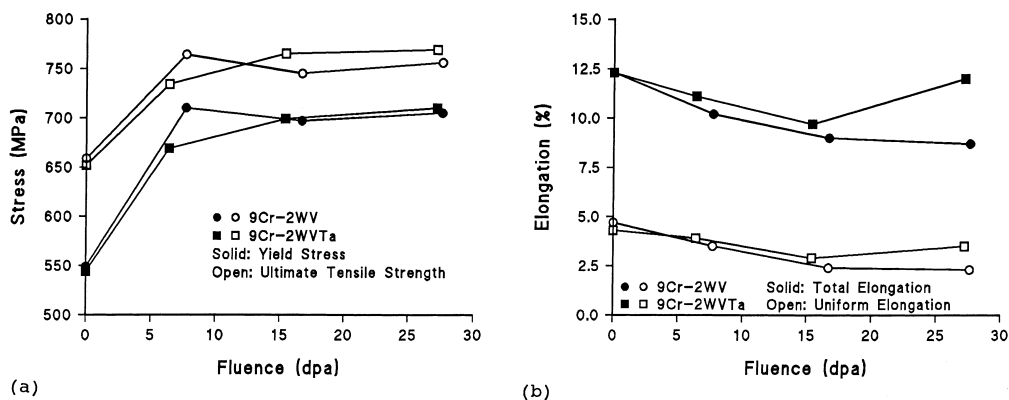 800
750
700
650
600
550
500
Stress (MPa)
9Cr-2WV
9Cr-2WVTa
Solid: Yield Stress
Open: Ultimate Tensile Strength
0 5 10 15 20 25 30
Fluence (dpa)
(a)
15.0
12.5
10.0
7.5
5.0
2.5
0.0
Elongation (%)
9Cr-2WV Solid: Total Elongation
9Cr-2WVTa Open: Uniform Elongation
0 5 10 15 20 25 30
Fluence (dpa)
(b)